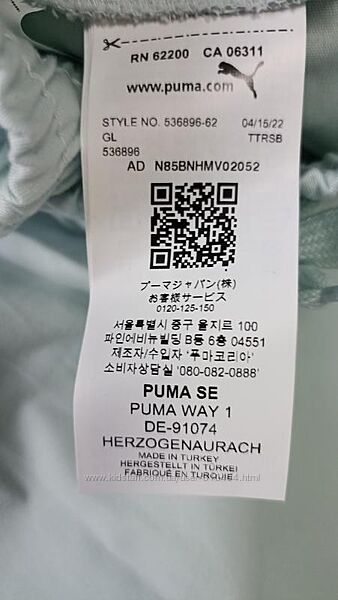 RN 62200 CA 06311
www.puma.com
STYLE NO. 536896-62 04/15/22
GL TTRSB
536896
AD N85BNHMV02052
プーマジャパン(株)
お客様サービス
0120-125-150
서울특별시 중구 을지로 100
파인에비뉴빌딩 B동 6층 04551
제조자/수입자 '푸마코리아'
소비자상담실 '080-082-0888'
PUMA SE
PUMA WAY 1
DE-91074
HERZOGENAURACH
MADE IN TURKEY
HERGESTELLT IN TÜRKEI
FABRIQUÉ EN TURQUIE